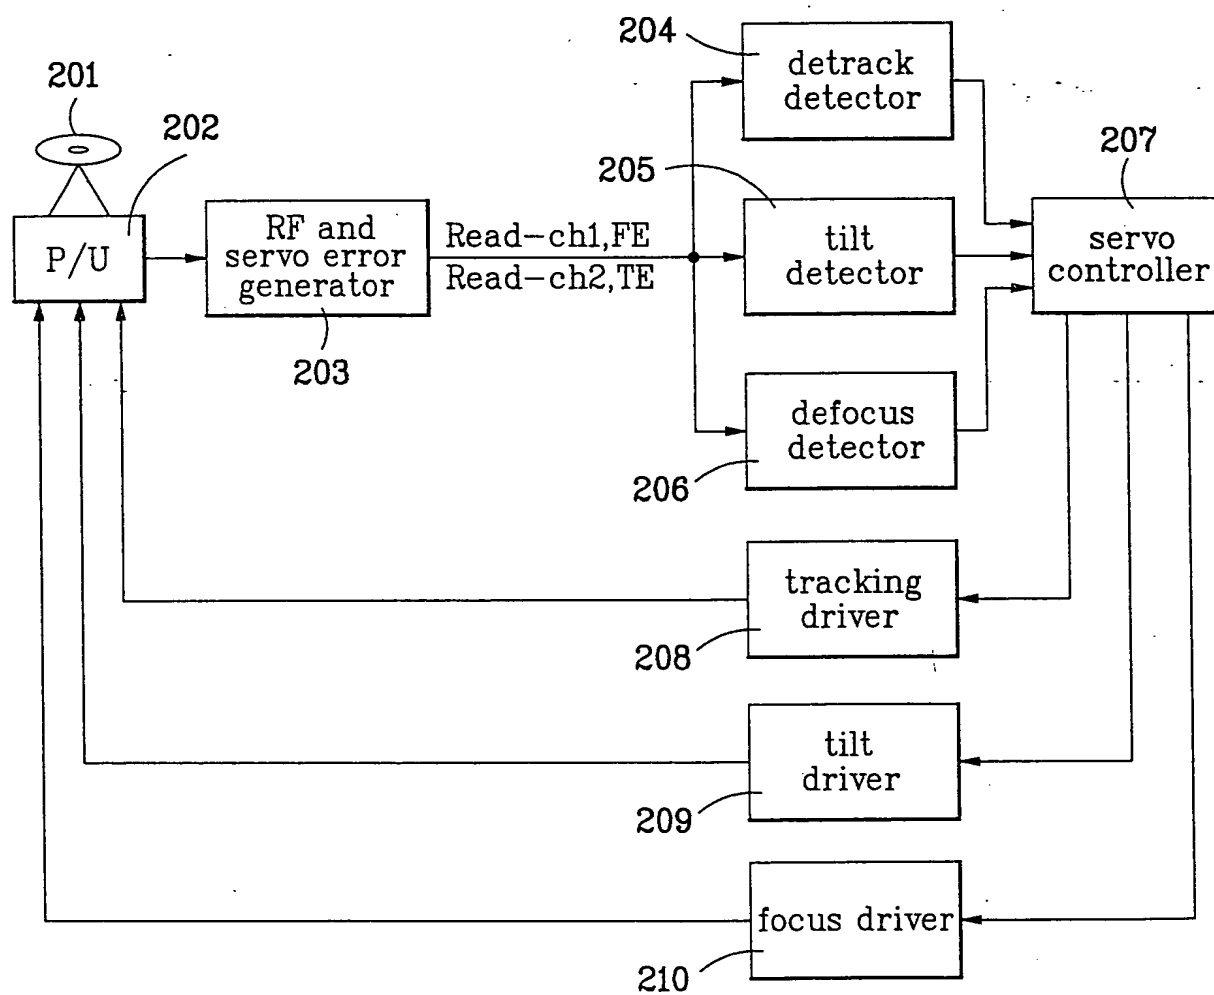 204
detrack
detector
201
202
207
205
P/U
RF and
servo error
generator
Read-ch1,FE
Read-ch2,TE
tilt
detector
servo
controller
203
defocus
detector
206
tracking
driver
208
tilt
driver
209
focus driver
210